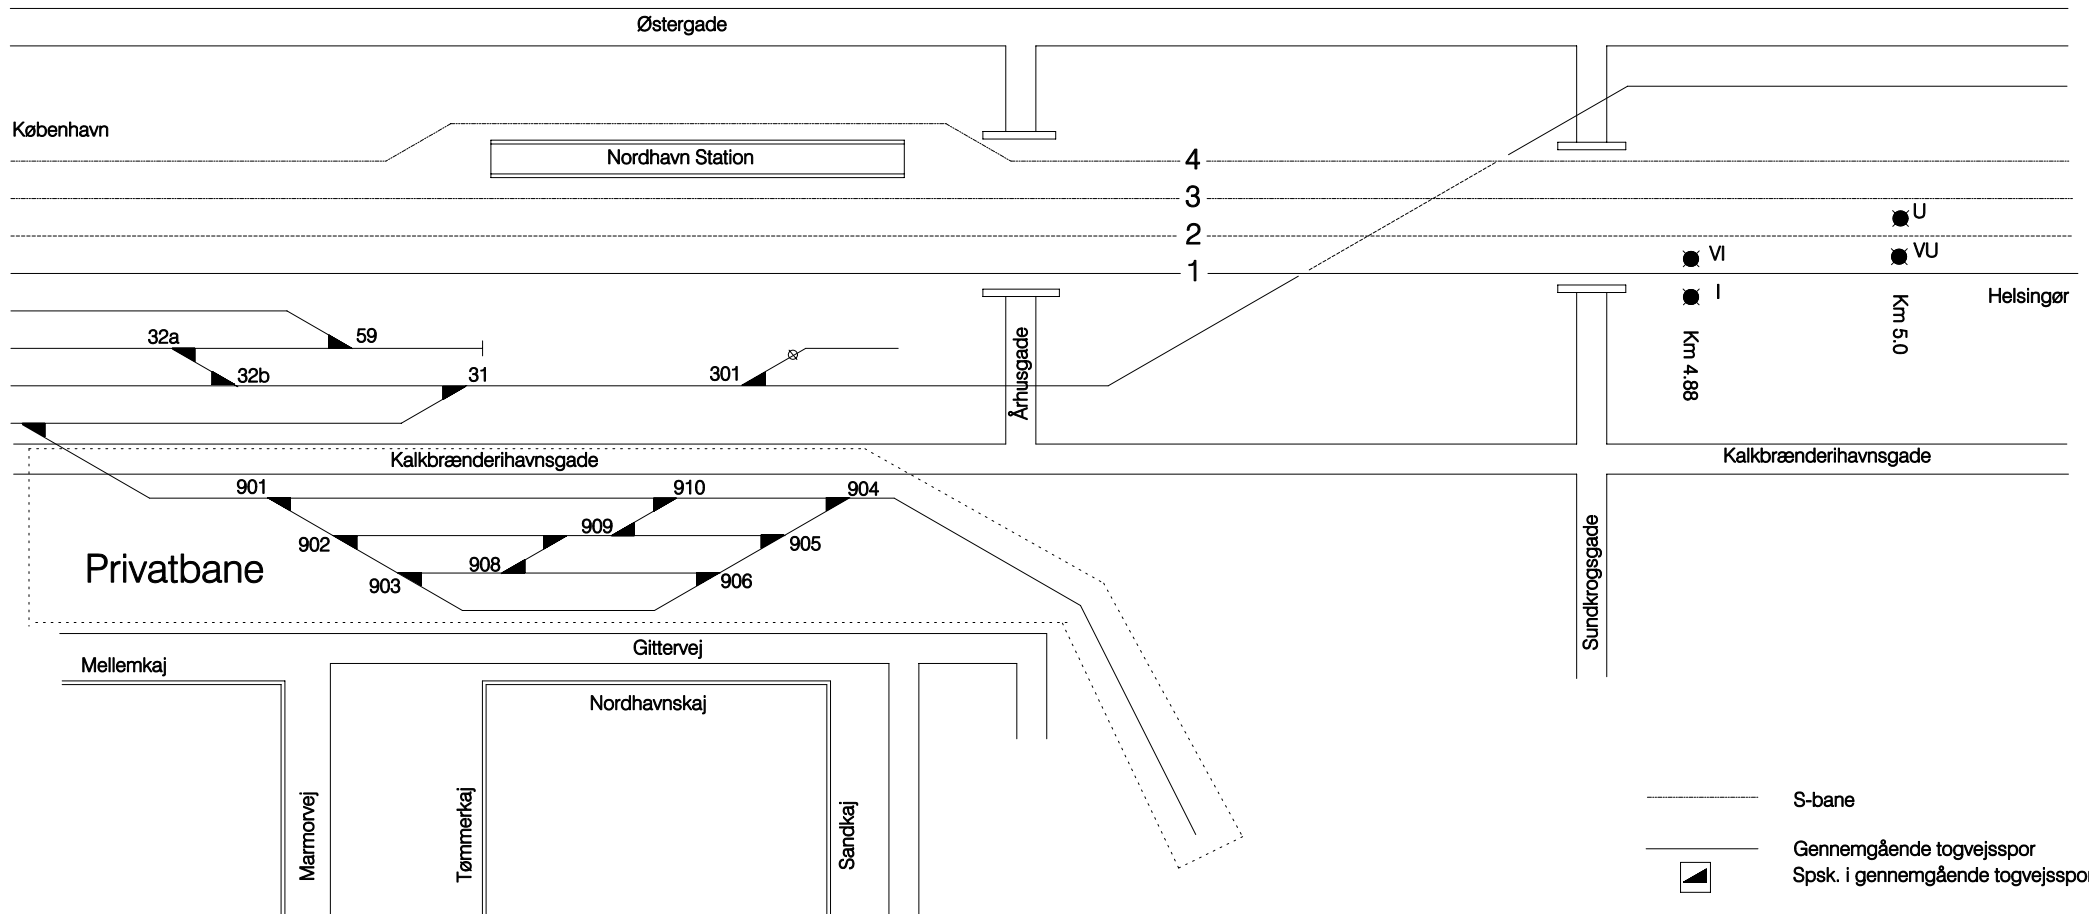 Østergade
København
Nordhavn Station
4
3
2
1
U
VI
VU
I
Helsingør
Km 4.88
Km 5.0
32a
59
32b
31
301
Århusgade
Kalkbrænderihavnsgade
Kalkbrænderihavnsgade
901
910
904
902
909
905
Privatbane
903
908
906
Sundkrogsgade
Gittervej
Mellemkaj
Nordhavnskaj
Marmorvej
Tømmerkaj
Sandkaj
S-bane
Gennemgående togvejsspor
Spsk. i gennemgående togvejsspor